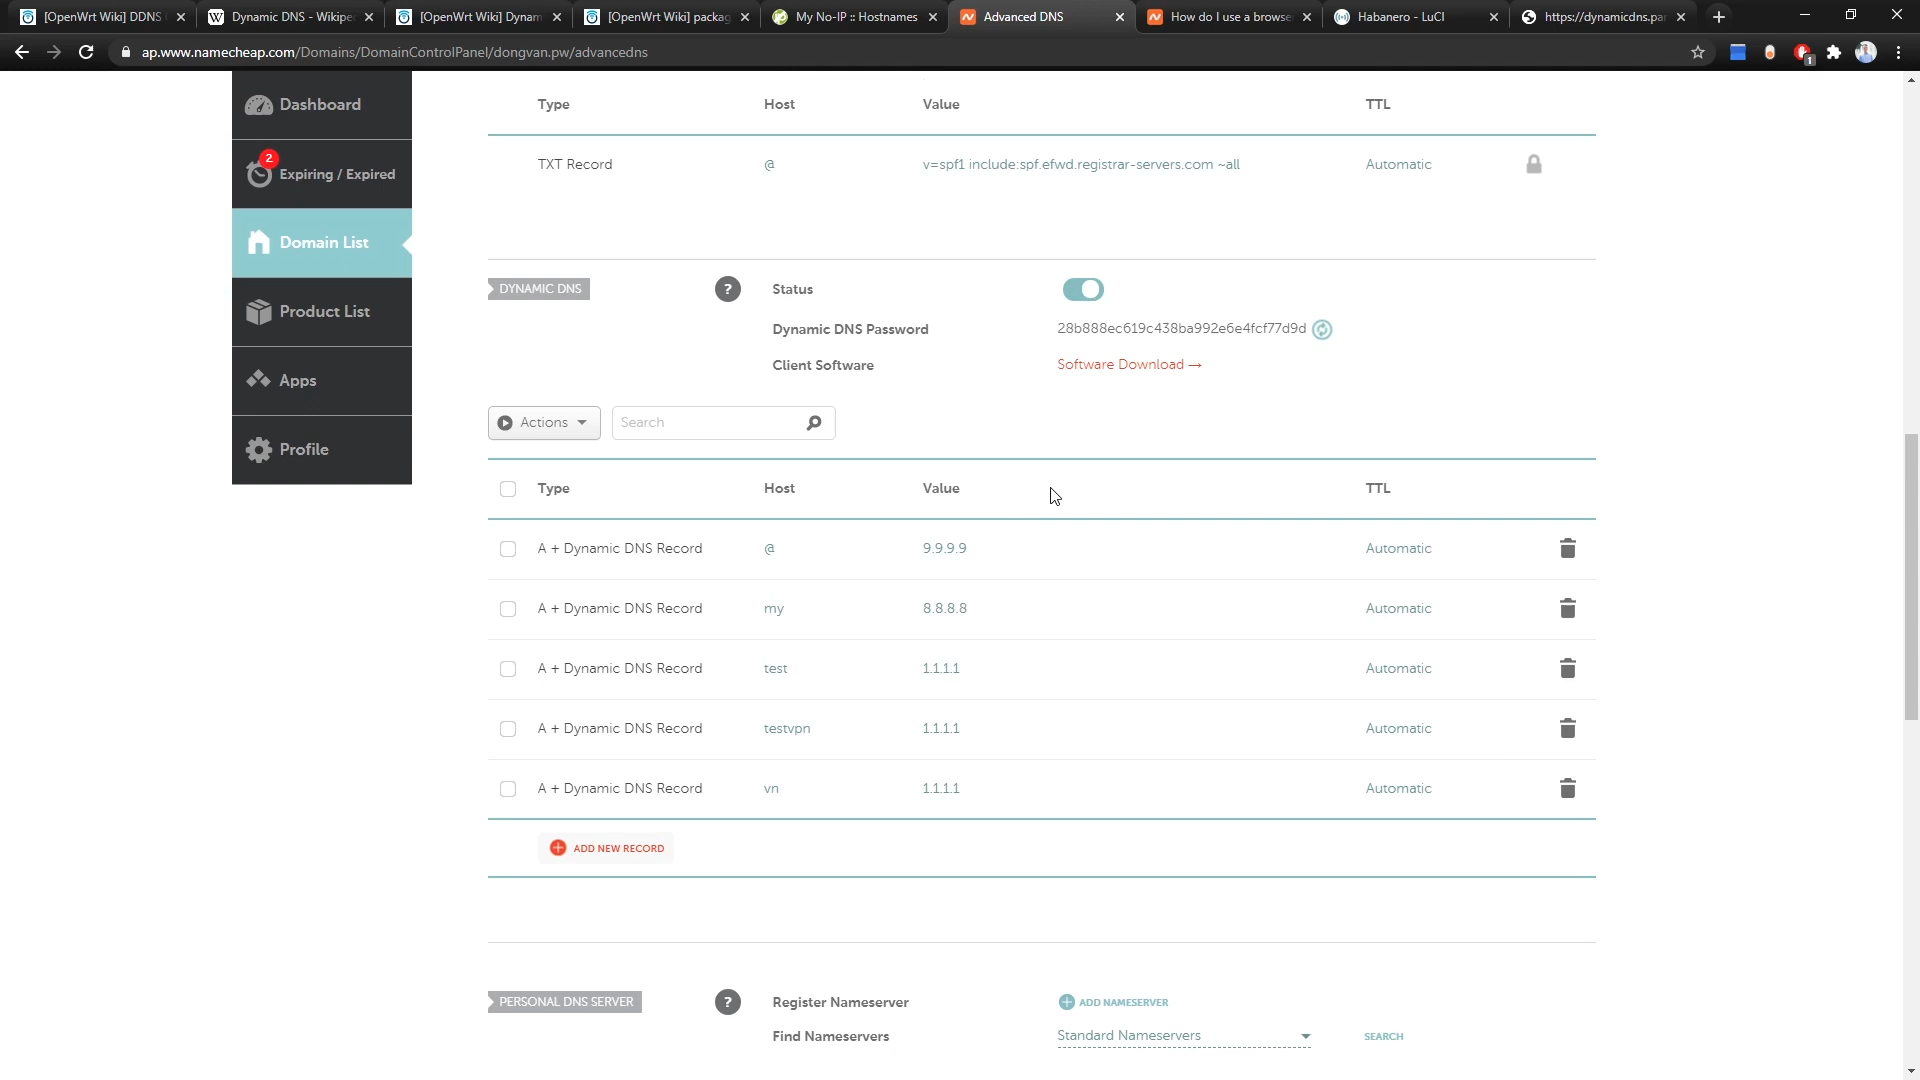 [OpenWrt Wiki] DDNS
Dynamic DNS - Wikipe
[OpenWrt Wiki] Dynam
[OpenWrt Wiki] packag
My No-IP :: Hostnames
Advanced DNS
How do I use a browse
Habanero - LuCI
https://dynamicdns.pa
ap.www.namecheap.com/Domains/DomainControlPanel/dongvan.pw/advancedns
1
Dashboard
2
Expiring / Expired
Domain List
Product List
Apps
Profile
Type Host Value TTL
TXT Record @ v=spf1 include:spf.efwd.registrar-servers.com ~all Automatic
DYNAMIC DNS ? Status
Dynamic DNS Password 28b888ec619c438ba992e6e4fcf77d9d
Client Software Software Download →
Actions Search
Type Host Value TTL
A + Dynamic DNS Record @ 9.9.9.9 Automatic
A + Dynamic DNS Record my 8.8.8.8 Automatic
A + Dynamic DNS Record test 1.1.1.1 Automatic
A + Dynamic DNS Record testvpn 1.1.1.1 Automatic
A + Dynamic DNS Record vn 1.1.1.1 Automatic
ADD NEW RECORD
PERSONAL DNS SERVER ? Register Nameserver ADD NAMESERVER
Find Nameservers Standard Nameservers SEARCH